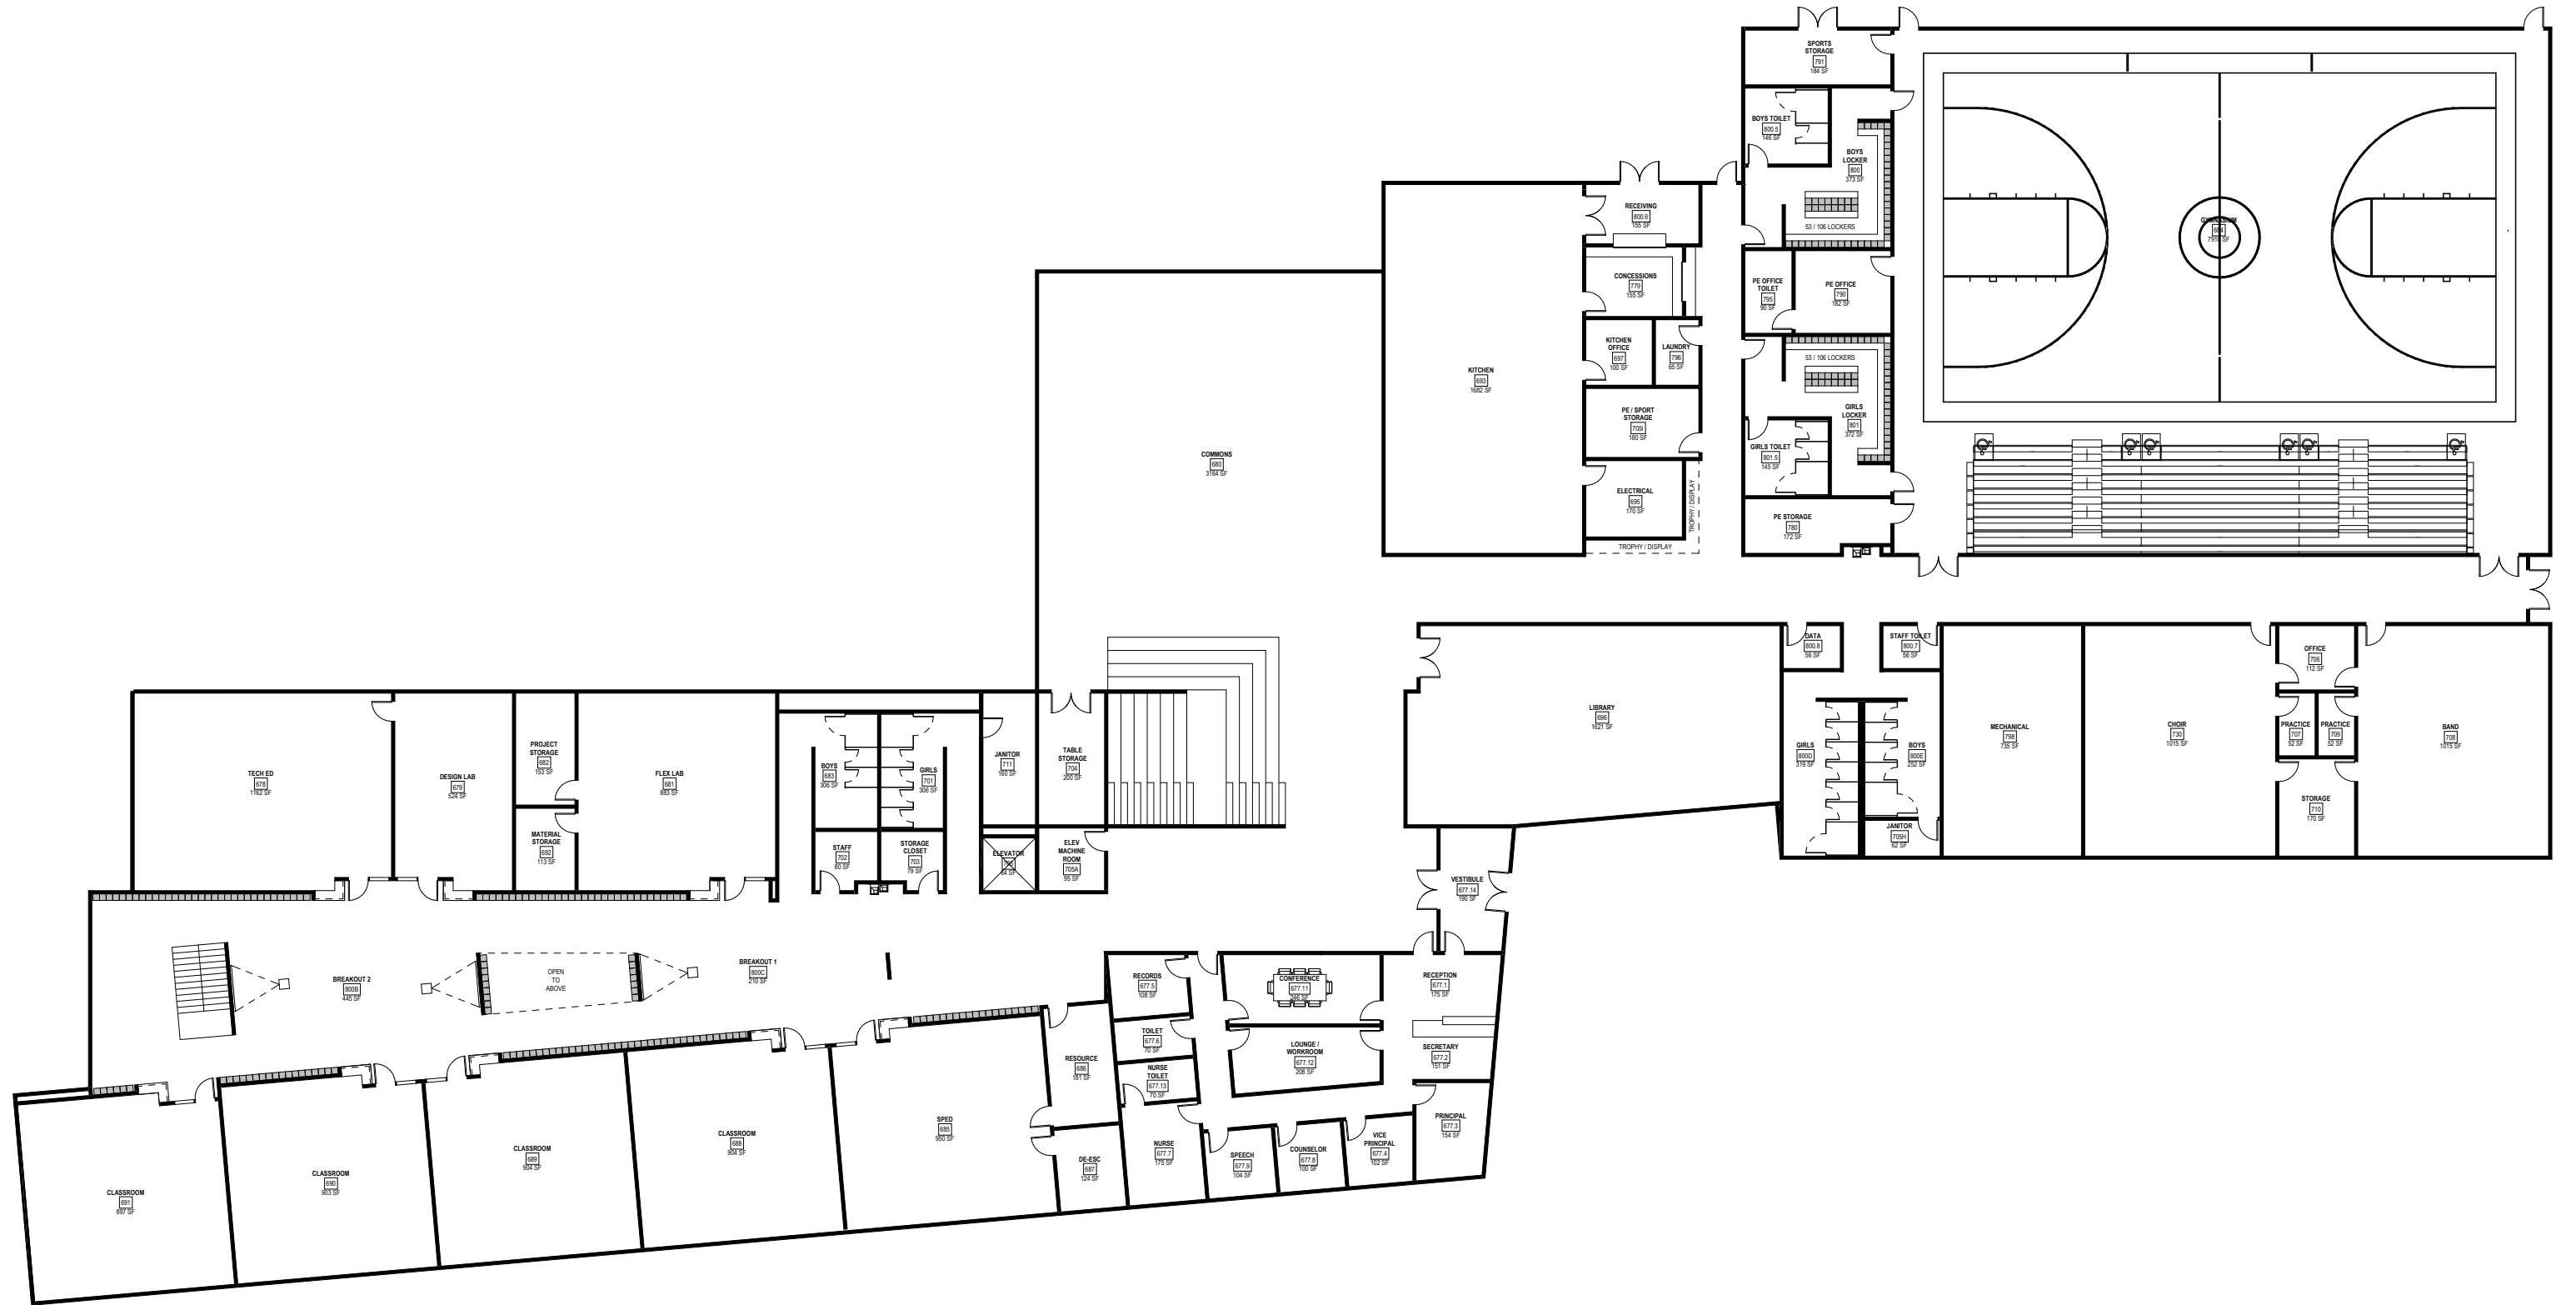 SPORTS
STORAGE
791
184 SF
BOYS TOILET
800.5
146 SF
BOYS
LOCKER
800
373 SF
53 / 106 LOCKERS
RECEIVING
800.6
155 SF
CONCESSIONS
779
155 SF
PE OFFICE
TOILET
795
90 SF
PE OFFICE
790
182 SF
GYMNASIUM
684
KITCHEN
OFFICE
697
100 SF
LAUNDRY
796
65 SF
53 / 106 LOCKERS
KITCHEN
693
1682 SF
PE / SPORT
STORAGE
705I
180 SF
GIRLS
LOCKER
801
372 SF
GIRLS TOILET
801.5
145 SF
COMMONS
680
3164 SF
ELECTRICAL
695
170 SF
TROPHY / DISPLAY
TROPHY / DISPLAY
PE STORAGE
780
172 SF
DATA
800.8
56 SF
STAFF TOILET
800.7
56 SF
OFFICE
706
112 SF
LIBRARY
696
1621 SF
GIRLS
800D
319 SF
BOYS
800E
252 SF
MECHANICAL
798
735 SF
CHOIR
730
1015 SF
PRACTICE
707
52 SF
PRACTICE
709
52 SF
BAND
708
1015 SF
STORAGE
710
170 SF
JANITOR
705H
62 SF
TECH ED
678
1162 SF
DESIGN LAB
679
524 SF
PROJECT
STORAGE
682
153 SF
FLEX LAB
681
883 SF
MATERIAL
STORAGE
692
113 SF
BOYS
683
306 SF
GIRLS
701
306 SF
JANITOR
711
160 SF
TABLE
STORAGE
704
200 SF
STAFF
702
80 SF
STORAGE
CLOSET
703
79 SF
ELEVATOR
64 SF
ELEV
MACHINE
ROOM
705A
95 SF
VESTIBULE
677.14
190 SF
BREAKOUT 2
800B
445 SF
OPEN
TO
ABOVE
BREAKOUT 1
800C
210 SF
RECORDS
677.5
108 SF
CONFERENCE
677.11
246 SF
RECEPTION
677.1
175 SF
TOILET
677.6
70 SF
LOUNGE /
WORKROOM
677.12
208 SF
SECRETARY
677.2
151 SF
RESOURCE
686
181 SF
NURSE
TOILET
677.13
70 SF
SPED
685
950 SF
DE-ESC
687
124 SF
NURSE
677.7
175 SF
SPEECH
677.9
104 SF
COUNSELOR
677.8
100 SF
VICE
PRINCIPAL
677.4
102 SF
PRINCIPAL
677.3
154 SF
CLASSROOM
688
904 SF
CLASSROOM
689
904 SF
CLASSROOM
690
903 SF
CLASSROOM
691
897 SF